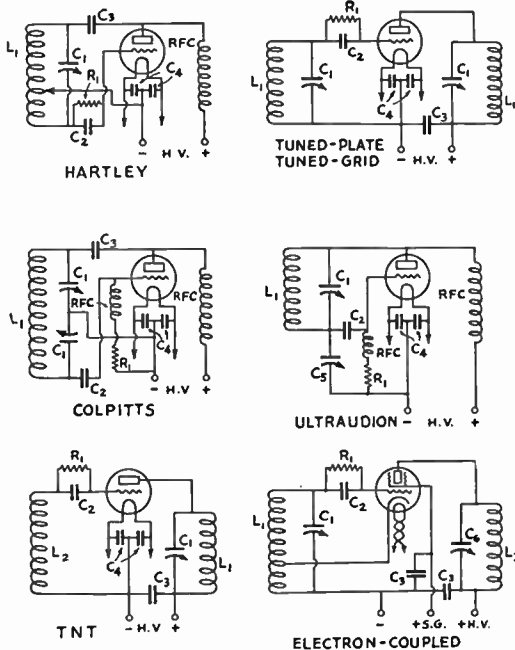 C₃
L₁
C₁
R₁
C₂
RFC
C₄
- H.V. +
HARTLEY
R₁
C₂
L₁
C₁
C₄
C₁
C₃
- H.V. +
TUNED-PLATE
TUNED-GRID
C₃
L₁
C₁
C₁
RFC
RFC
C₄
R₁
C₂
- H.V. +
COLPITTS
L₁
C₁
C₂
C₅
RFC
R₁
C₄
RFC
ULTRAUDION - H.V. +
R₁
C₂
L₂
C₄
C₁
C₃
- H.V +
TNT
R₁
C₂
L₁
C₁
C₆
C₃
C₃
- +S.G. +H.V.
ELECTRON-COUPLED